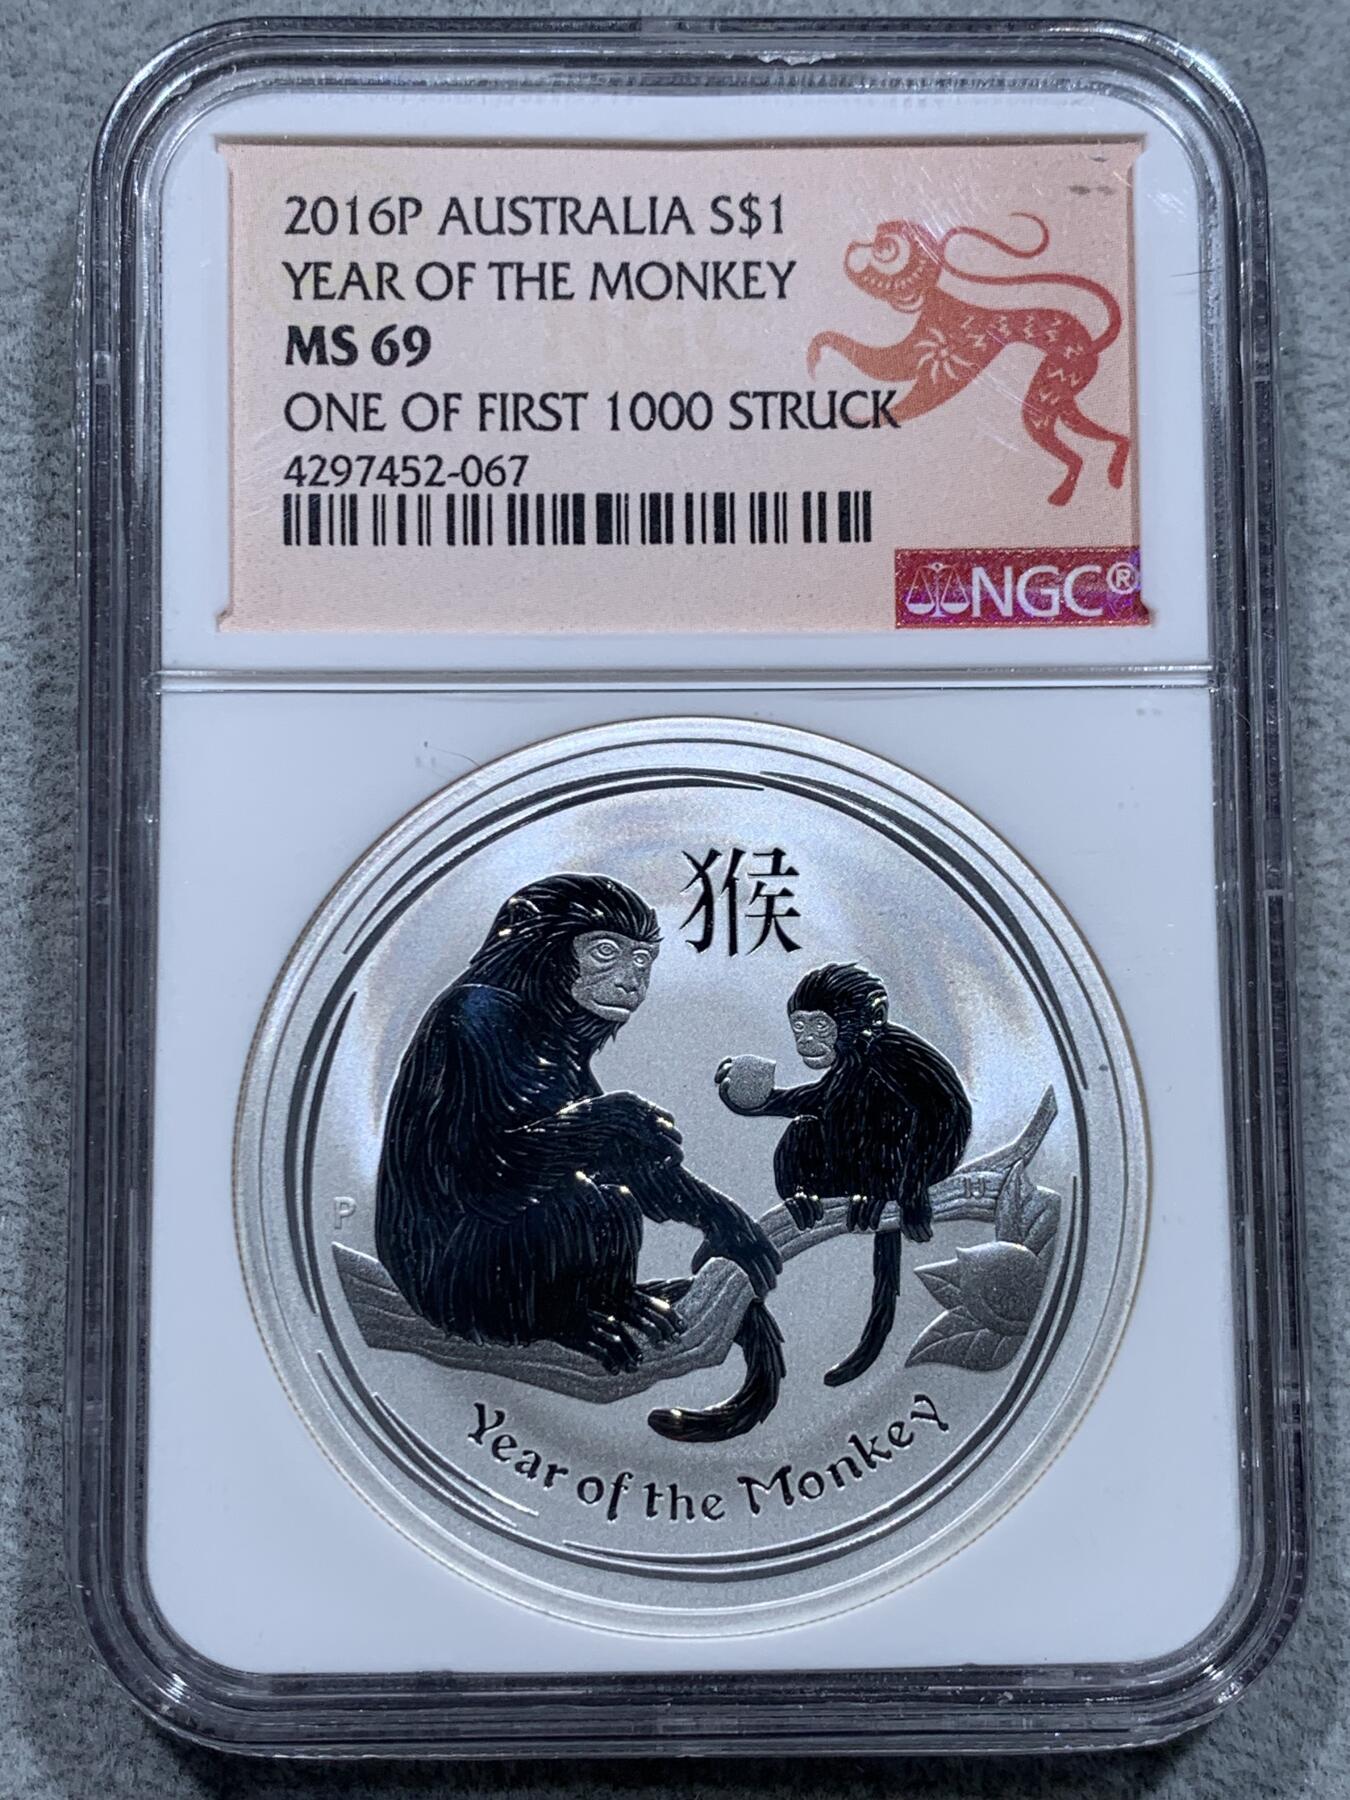 2016P AUSTRALIA S$1
YEAR OF THE MONKEY
MS 69
ONE OF FIRST 1000 STRUCK
4297452-067
NGC®
猴
P
IJ
Year of the Monkey